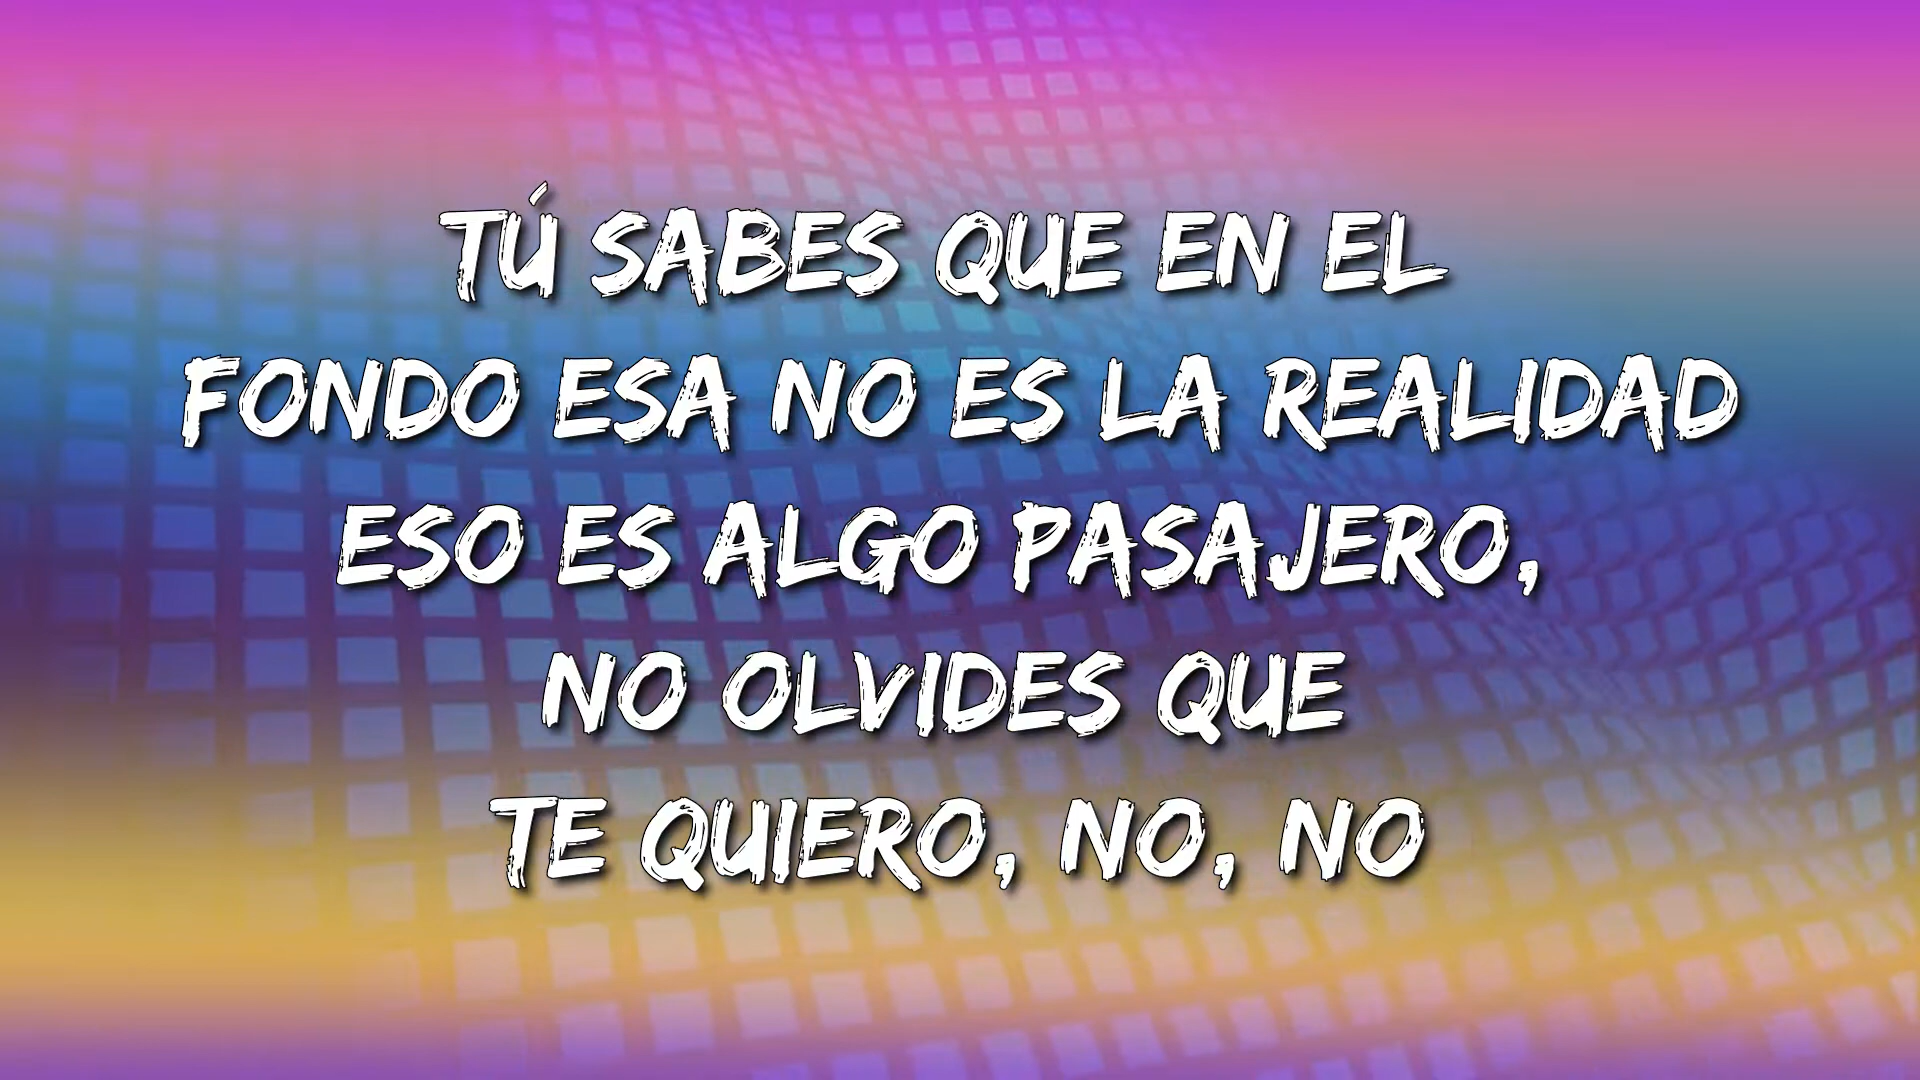 TÚ SABES QUE EN EL
FONDO ESA NO ES LA REALIDAD
ESO ES ALGO PASAJERO,
NO OLVIDES QUE
TE QUIERO, NO, NO